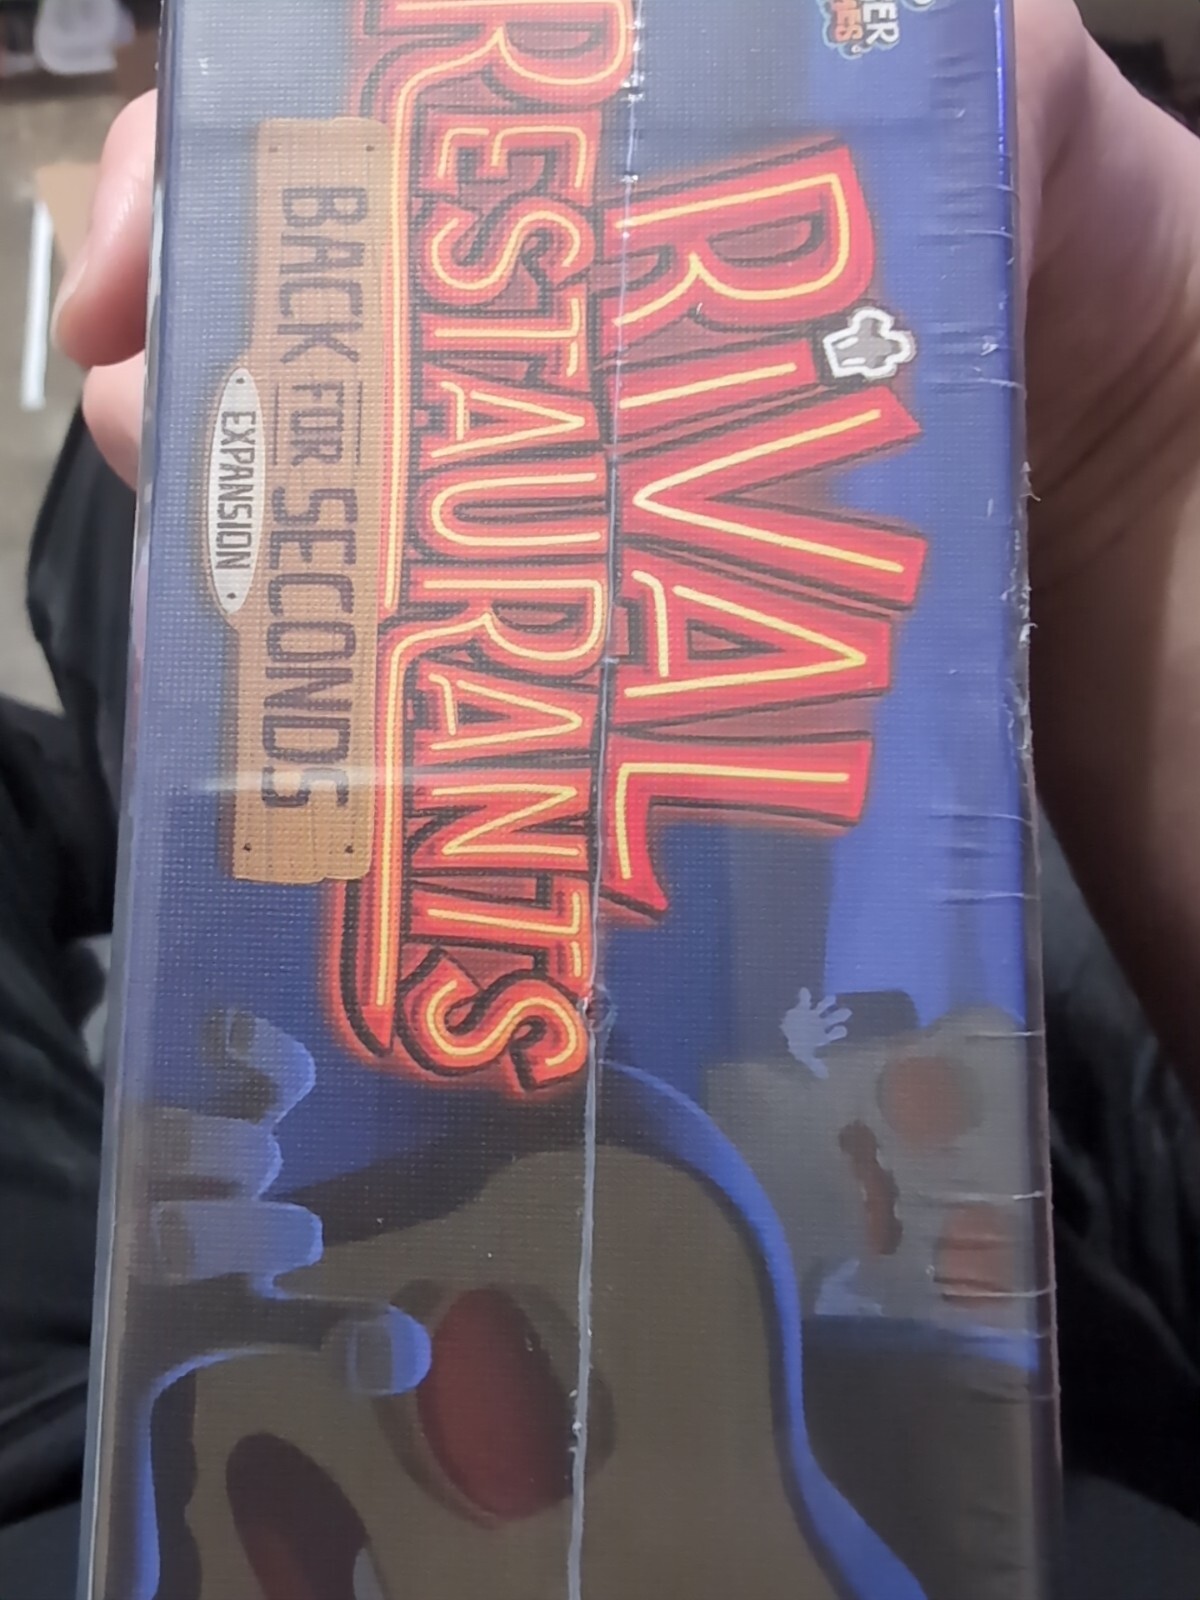 RIVAL
RESTAURANTS
BACK FOR SECONDS
EXPANSION